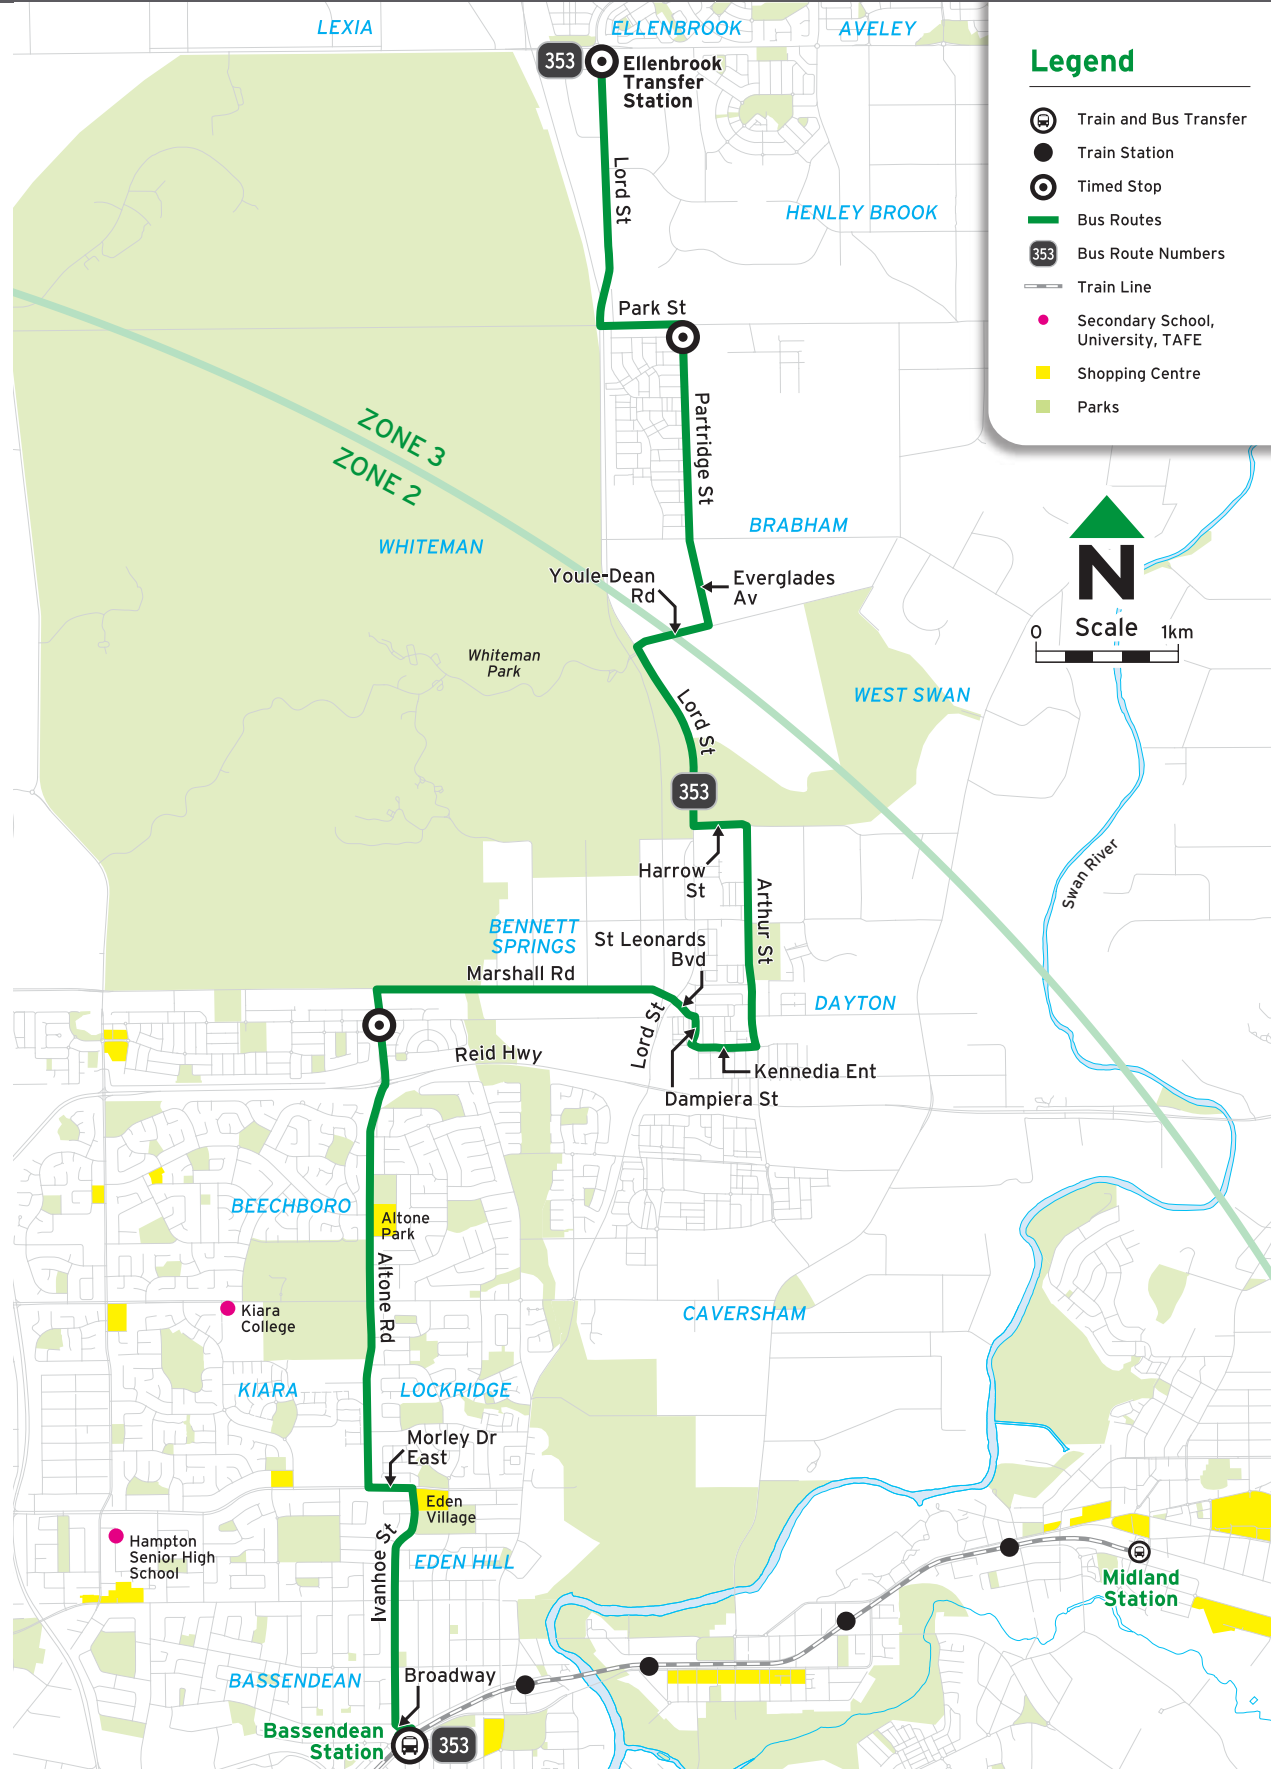 LEXIA
ELLENBROOK
AVELEY
353
Ellenbrook
Transfer
Station
Legend
Train and Bus Transfer
Train Station
Timed Stop
Bus Routes
353
Bus Route Numbers
Train Line
Secondary School,
University, TAFE
Shopping Centre
Parks
Lord St
HENLEY BROOK
Park St
Partridge St
ZONE 3
ZONE 2
WHITEMAN
BRABHAM
Youle-Dean
Rd
Everglades
Av
N
Scale
0
1km
Whiteman
Park
WEST SWAN
Lord St
353
Swan River
Harrow
St
Arthur St
BENNETT
SPRINGS
St Leonards
Bvd
Marshall Rd
DAYTON
Lord St
Reid Hwy
Kennedia Ent
Dampiera St
BEECHBORO
Altone
Park
Altone Rd
Kiara
College
CAVERSHAM
KIARA
LOCKRIDGE
Morley Dr
East
Eden
Village
Hampton
Senior High
School
Ivanhoe St
EDEN HILL
Midland
Station
BASSENDEAN
Broadway
Bassendean
Station
353